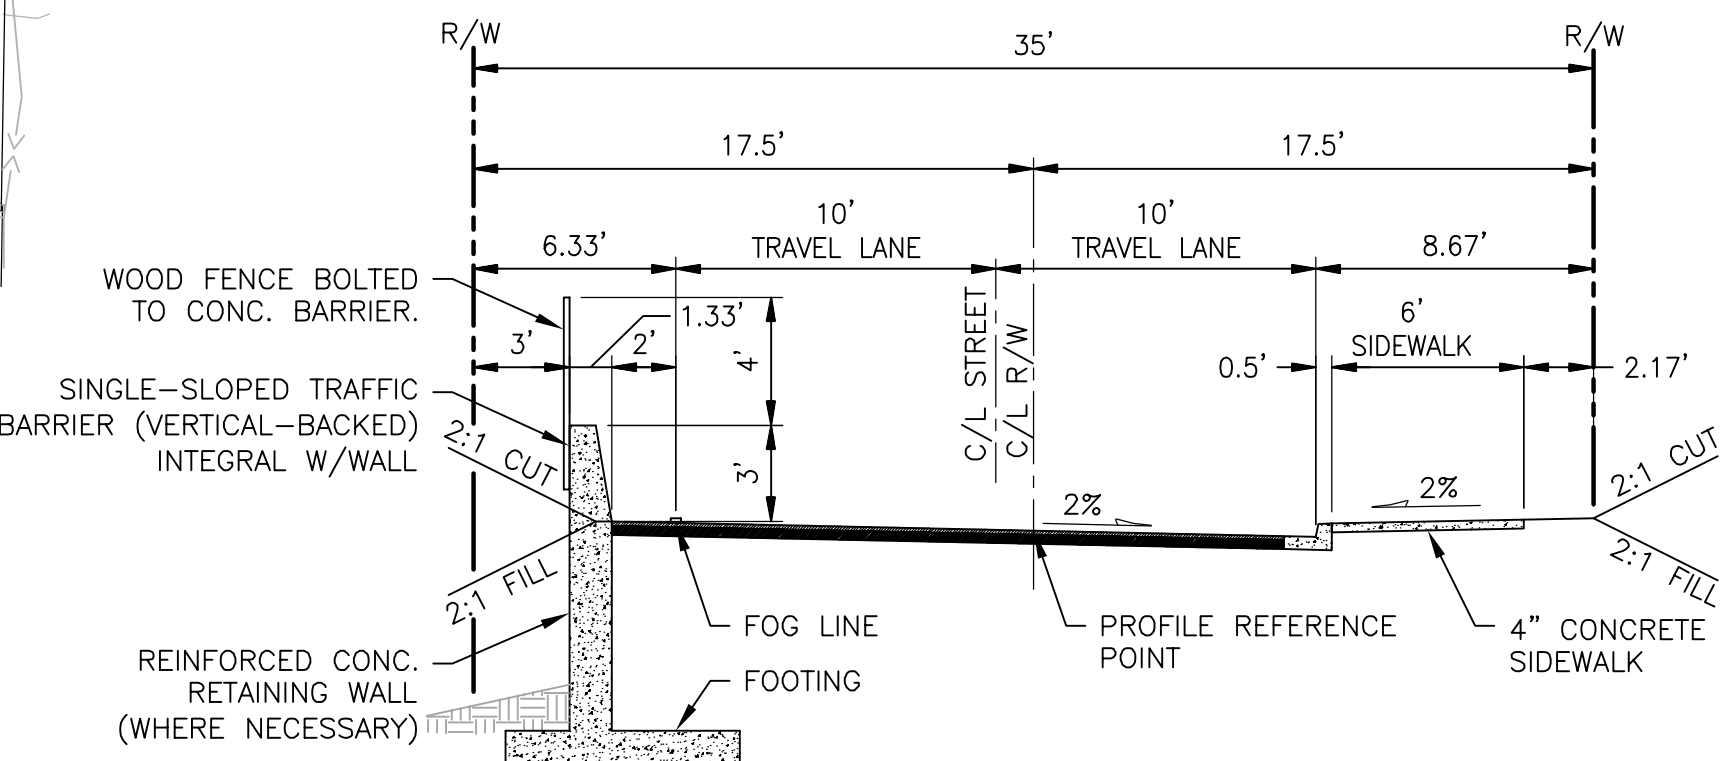 R/W
R/W
35'
17.5'
17.5'
6.33'
10'
TRAVEL LANE
10'
TRAVEL LANE
8.67'
WOOD FENCE BOLTED
TO CONC. BARRIER.
3'
1.33'
2'
4'
3'
C/L STREET
C/L R/W
0.5'
6'
SIDEWALK
2.17'
SINGLE-SLOPED TRAFFIC
BARRIER (VERTICAL-BACKED)
INTEGRAL W/WALL
2:1 CUT
2:1 FILL
2%
2%
2:1 CUT
2:1 FILL
REINFORCED CONC.
RETAINING WALL
(WHERE NECESSARY)
FOG LINE
FOOTING
PROFILE REFERENCE
POINT
4" CONCRETE
SIDEWALK